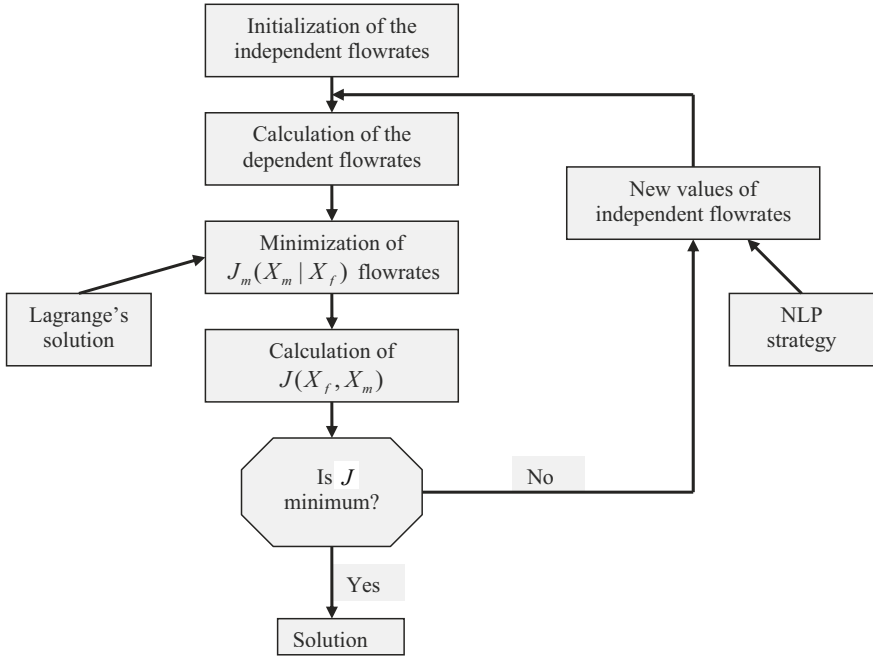 Initialization of the
independent flowrates
Calculation of the
dependent flowrates
New values of
independent flowrates
Minimization of
J_m(X_m | X_f) flowrates
Lagrange's
solution
NLP
strategy
Calculation of
J(X_f, X_m)
Is J
minimum?
No
Yes
Solution